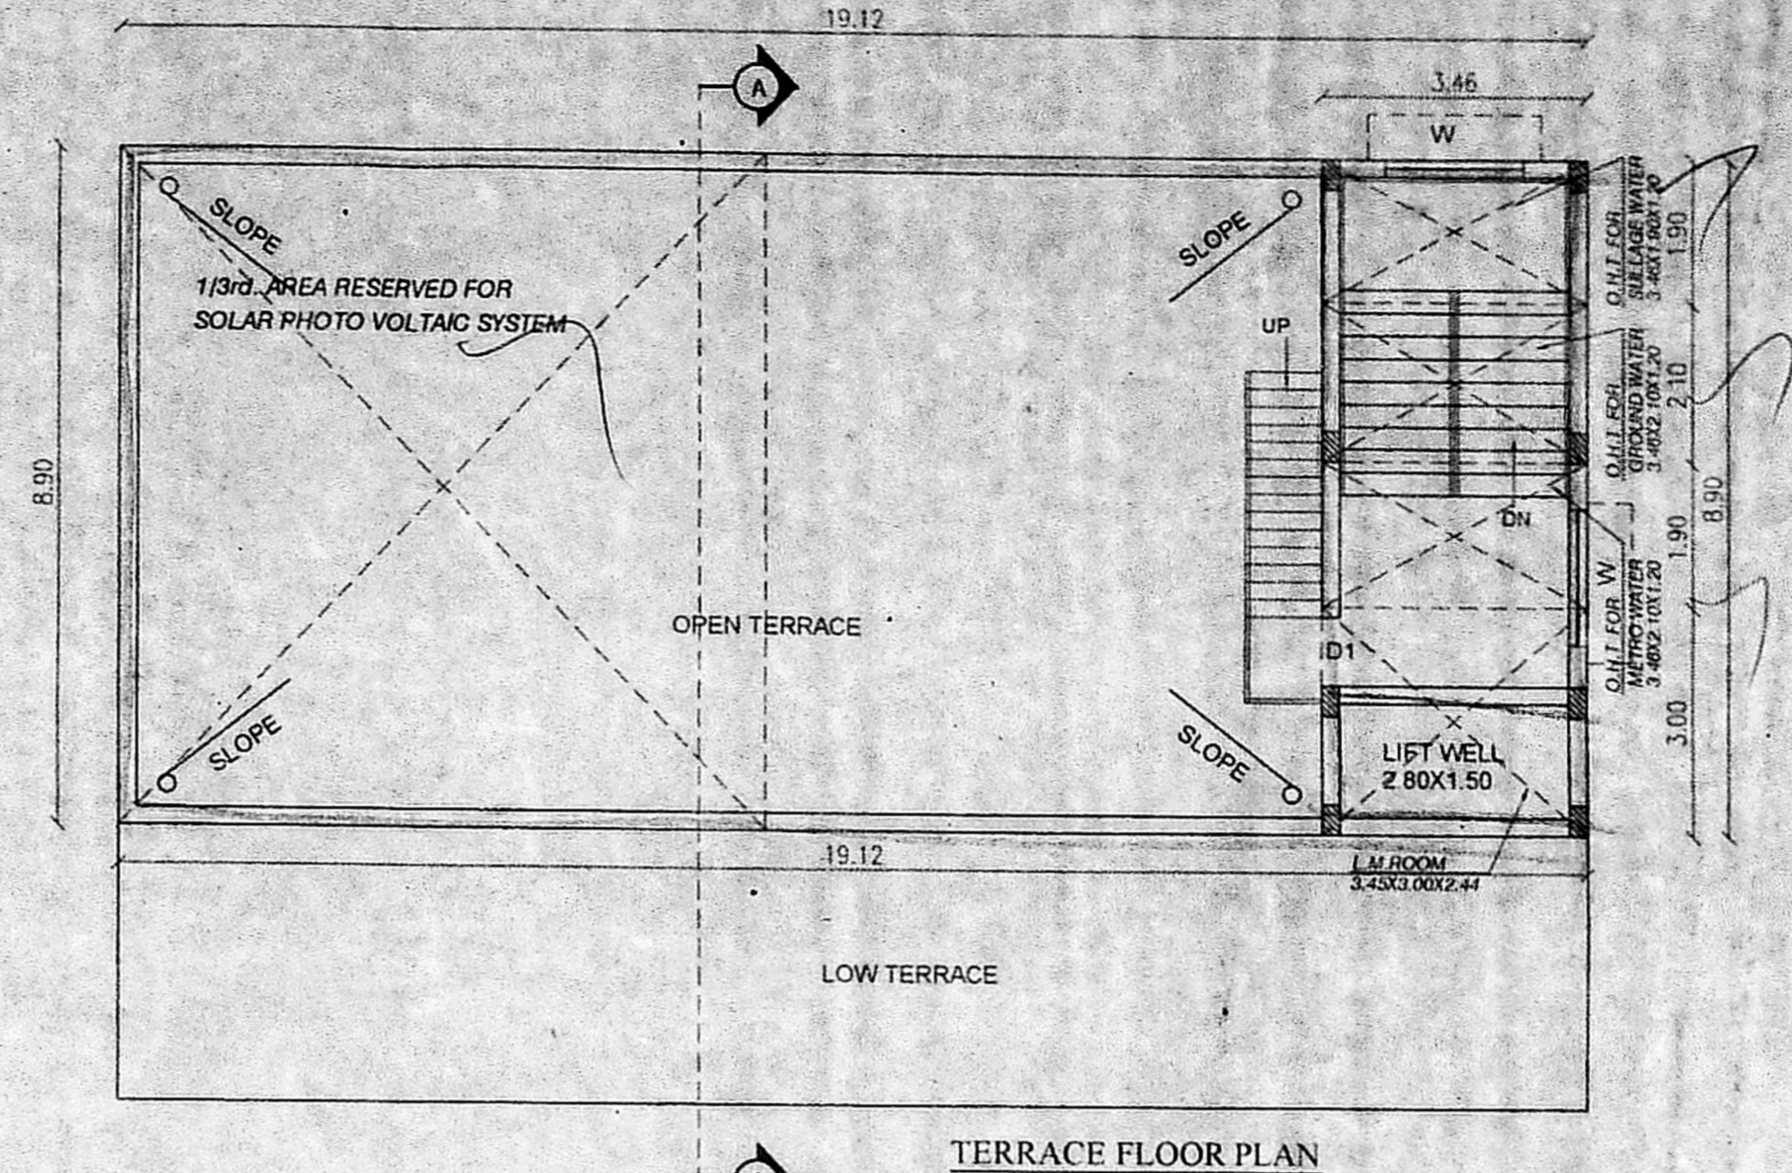 19.12
A
3.46
W
SLOPE
SLOPE
1/3rd. AREA RESERVED FOR
SOLAR PHOTO VOLTAIC SYSTEM
UP
O.H.T FOR
SULLAGE WATER
3.46X1.90X1.20
1.90
O.H.T FOR
GROUND WATER
3.46X2.10X1.20
2.10
8.90
8.90
DN
1.90
W
O.H.T FOR
METRO WATER
3.46X2.10X1.20
OPEN TERRACE
D1
3.00
SLOPE
SLOPE
LIFT WELL
2.80X1.50
19.12
L.M.ROOM
3.45X3.00X2.44
LOW TERRACE
TERRACE FLOOR PLAN